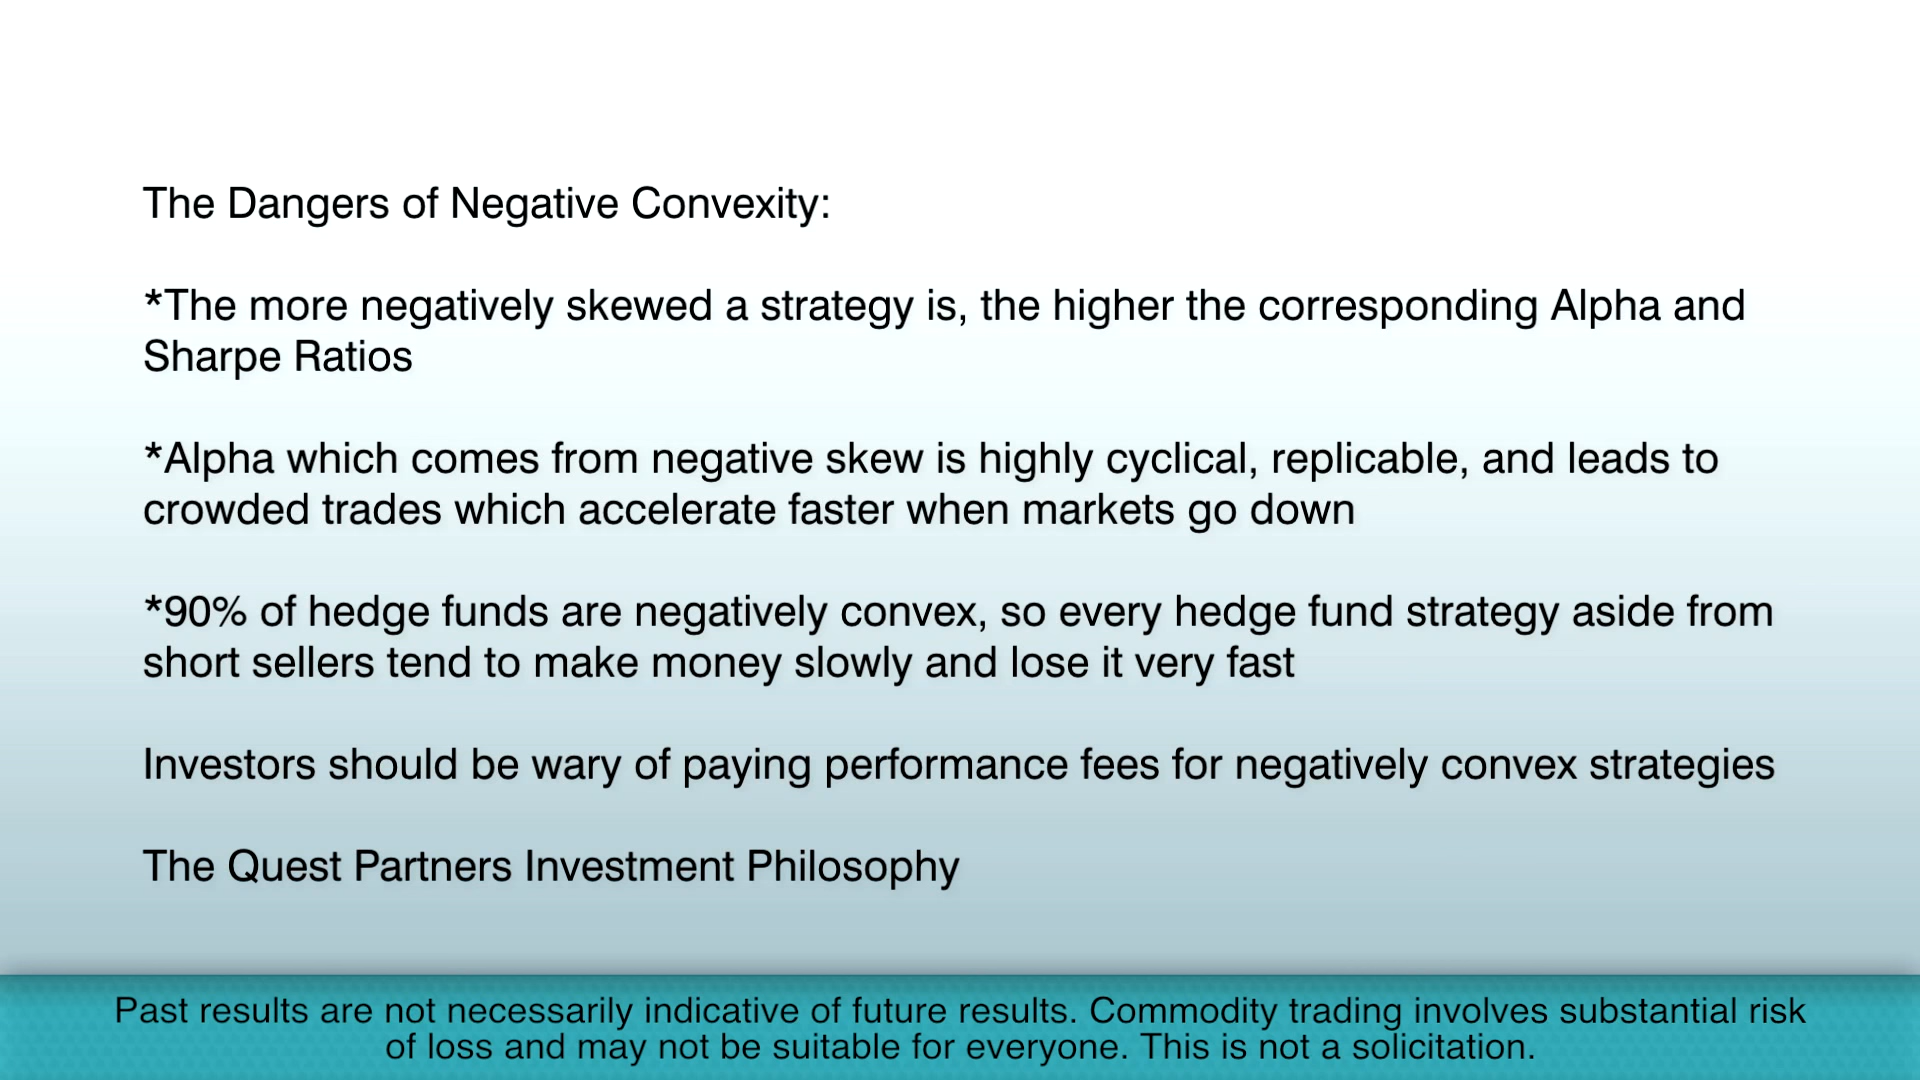 The Dangers of Negative Convexity:
*The more negatively skewed a strategy is, the higher the corresponding Alpha and
Sharpe Ratios
*Alpha which comes from negative skew is highly cyclical, replicable, and leads to
crowded trades which accelerate faster when markets go down
*90% of hedge funds are negatively convex, so every hedge fund strategy aside from
short sellers tend to make money slowly and lose it very fast
Investors should be wary of paying performance fees for negatively convex strategies
The Quest Partners Investment Philosophy
Past results are not necessarily indicative of future results. Commodity trading involves substantial risk
of loss and may not be suitable for everyone. This is not a solicitation.